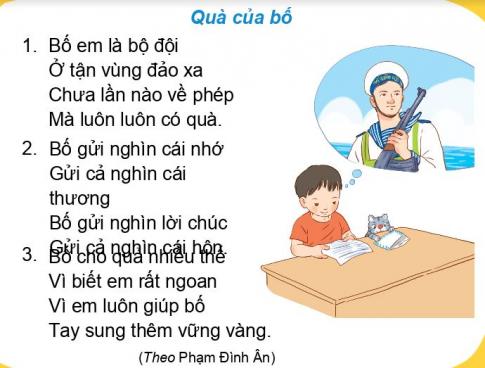 Quà của bố
1. Bố em là bộ đội
Ở tận vùng đảo xa
Chưa lần nào về phép
Mà luôn luôn có quà.
2. Bố gửi nghìn cái nhớ
Gửi cả nghìn cái
thương
Bố gửi nghìn lời chúc
Gửi cả nghìn cái hôn.
3. Bố cho quà nhiều thế
Vì biết em rất ngoan
Vì em luôn giúp bố
Tay sung thêm vững vàng.
(Theo Phạm Đình Ân)